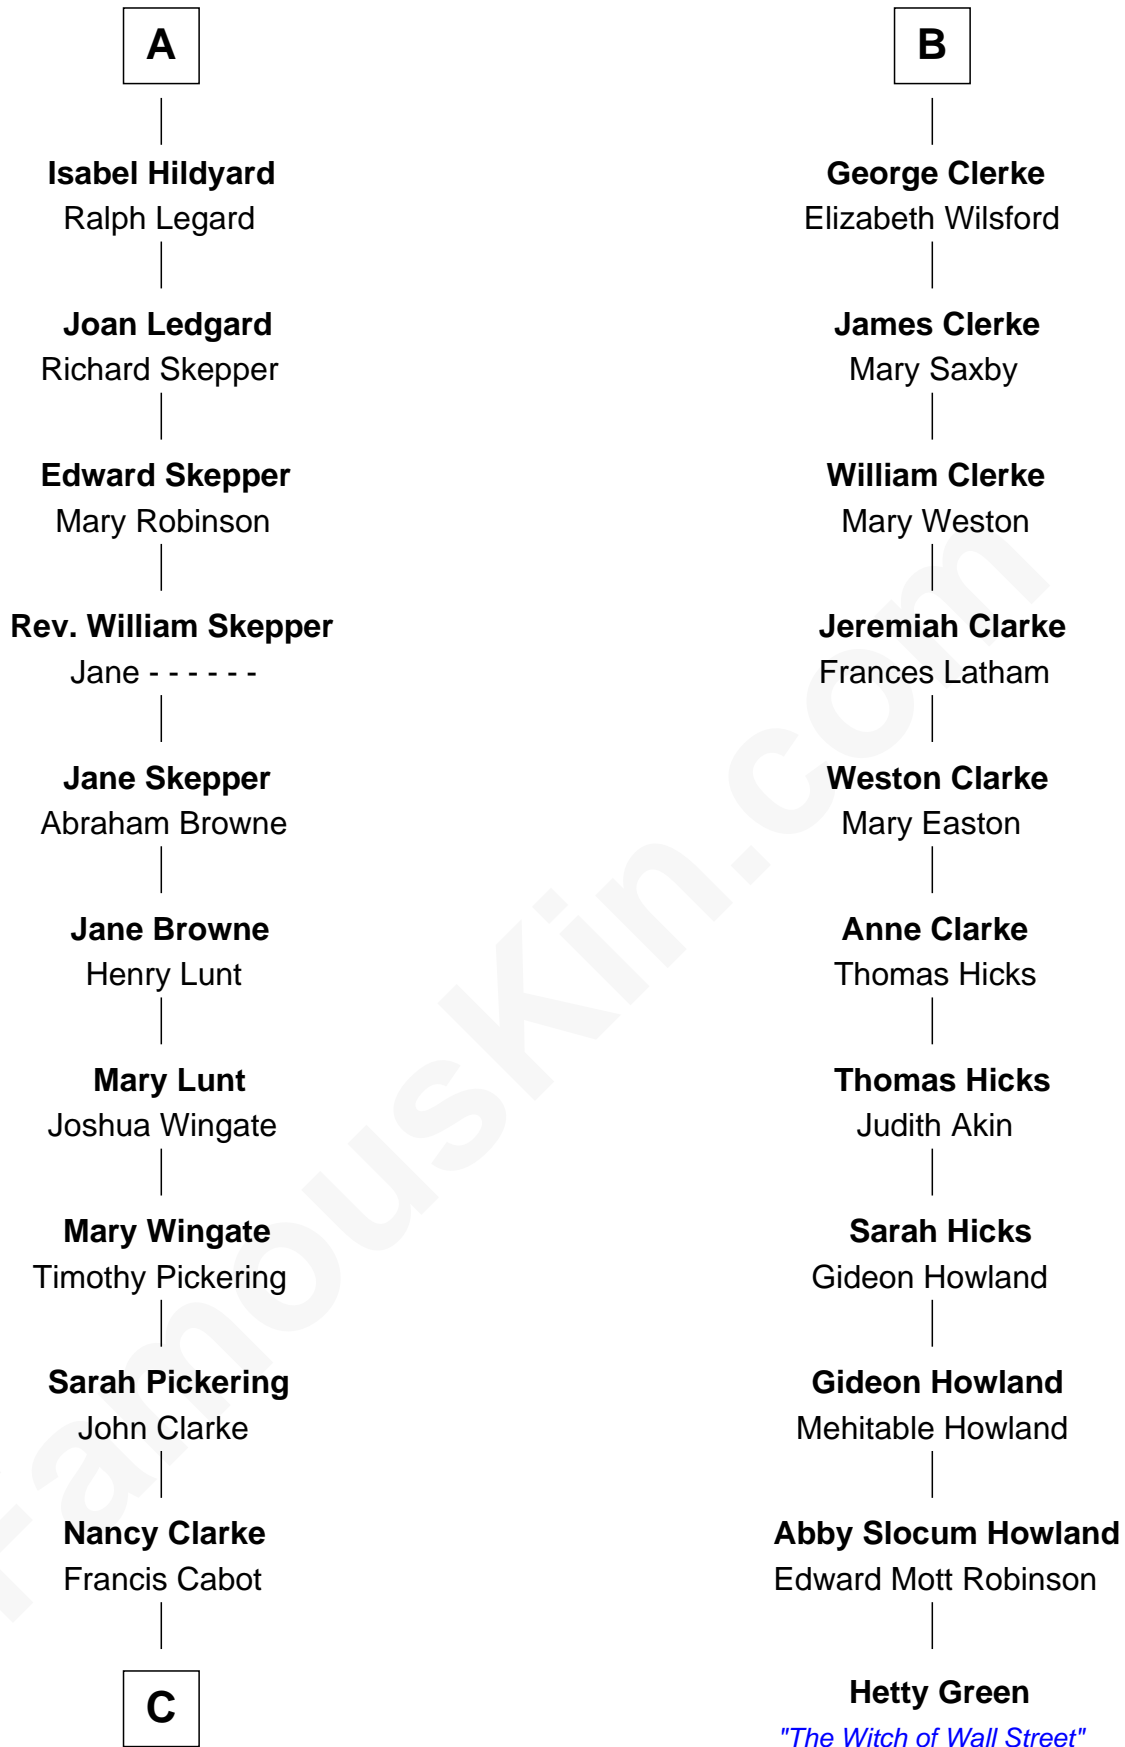 A
Isabel Hildyard
Ralph Legard
Joan Ledgard
Richard Skepper
Edward Skepper
Mary Robinson
Rev. William Skepper
Jane - - - - - -
Jane Skepper
Abraham Browne
Jane Browne
Henry Lunt
Mary Lunt
Joshua Wingate
Mary Wingate
Timothy Pickering
Sarah Pickering
John Clarke
Nancy Clarke
Francis Cabot
C
B
George Clerke
Elizabeth Wilsford
James Clerke
Mary Saxby
William Clerke
Mary Weston
Jeremiah Clarke
Frances Latham
Weston Clarke
Mary Easton
Anne Clarke
Thomas Hicks
Thomas Hicks
Judith Akin
Sarah Hicks
Gideon Howland
Gideon Howland
Mehitable Howland
Abby Slocum Howland
Edward Mott Robinson
Hetty Green
"The Witch of Wall Street"
FamousKin.com